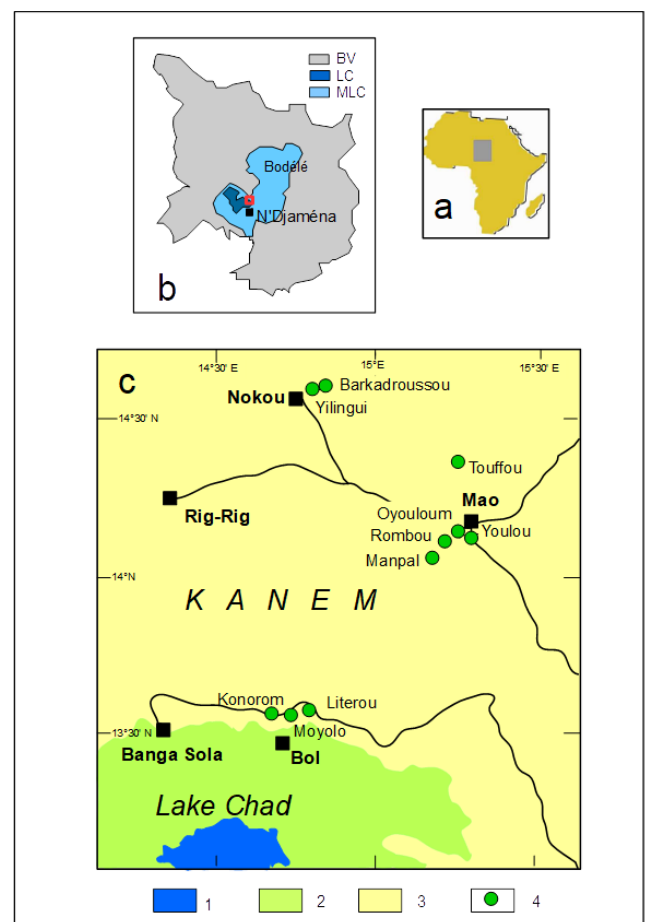 BV
LC
MLC
Bodélé
N'Djaména
b
a
c
14°30' E
15°E
15°30' E
14°30' N
14°N
13°30' N
Nokou
Barkadroussou
Yilingui
Touffou
Mao
Rig-Rig
Oyouloum
Youlou
Rombou
Manpal
K A N E M
Konorom
Literou
Moyolo
Banga Sola
Bol
Lake Chad
1
2
3
4